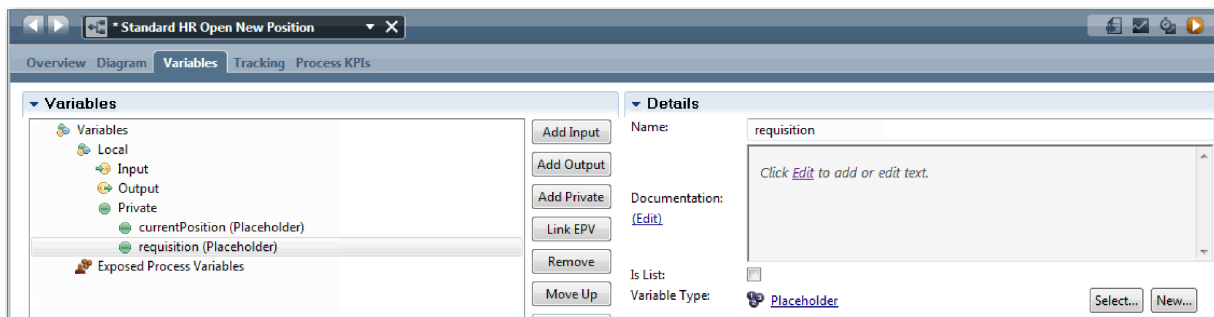 * Standard HR Open New Position
Overview Diagram Variables Tracking Process KPIs
Variables
Variables
Local
Input
Output
Private
currentPosition (Placeholder)
requisition (Placeholder)
Exposed Process Variables
Add Input
Add Output
Add Private
Link EPV
Remove
Move Up
Details
Name: requisition
Click Edit to add or edit text.
Documentation:
(Edit)
Is List:
Variable Type: Placeholder Select... New...